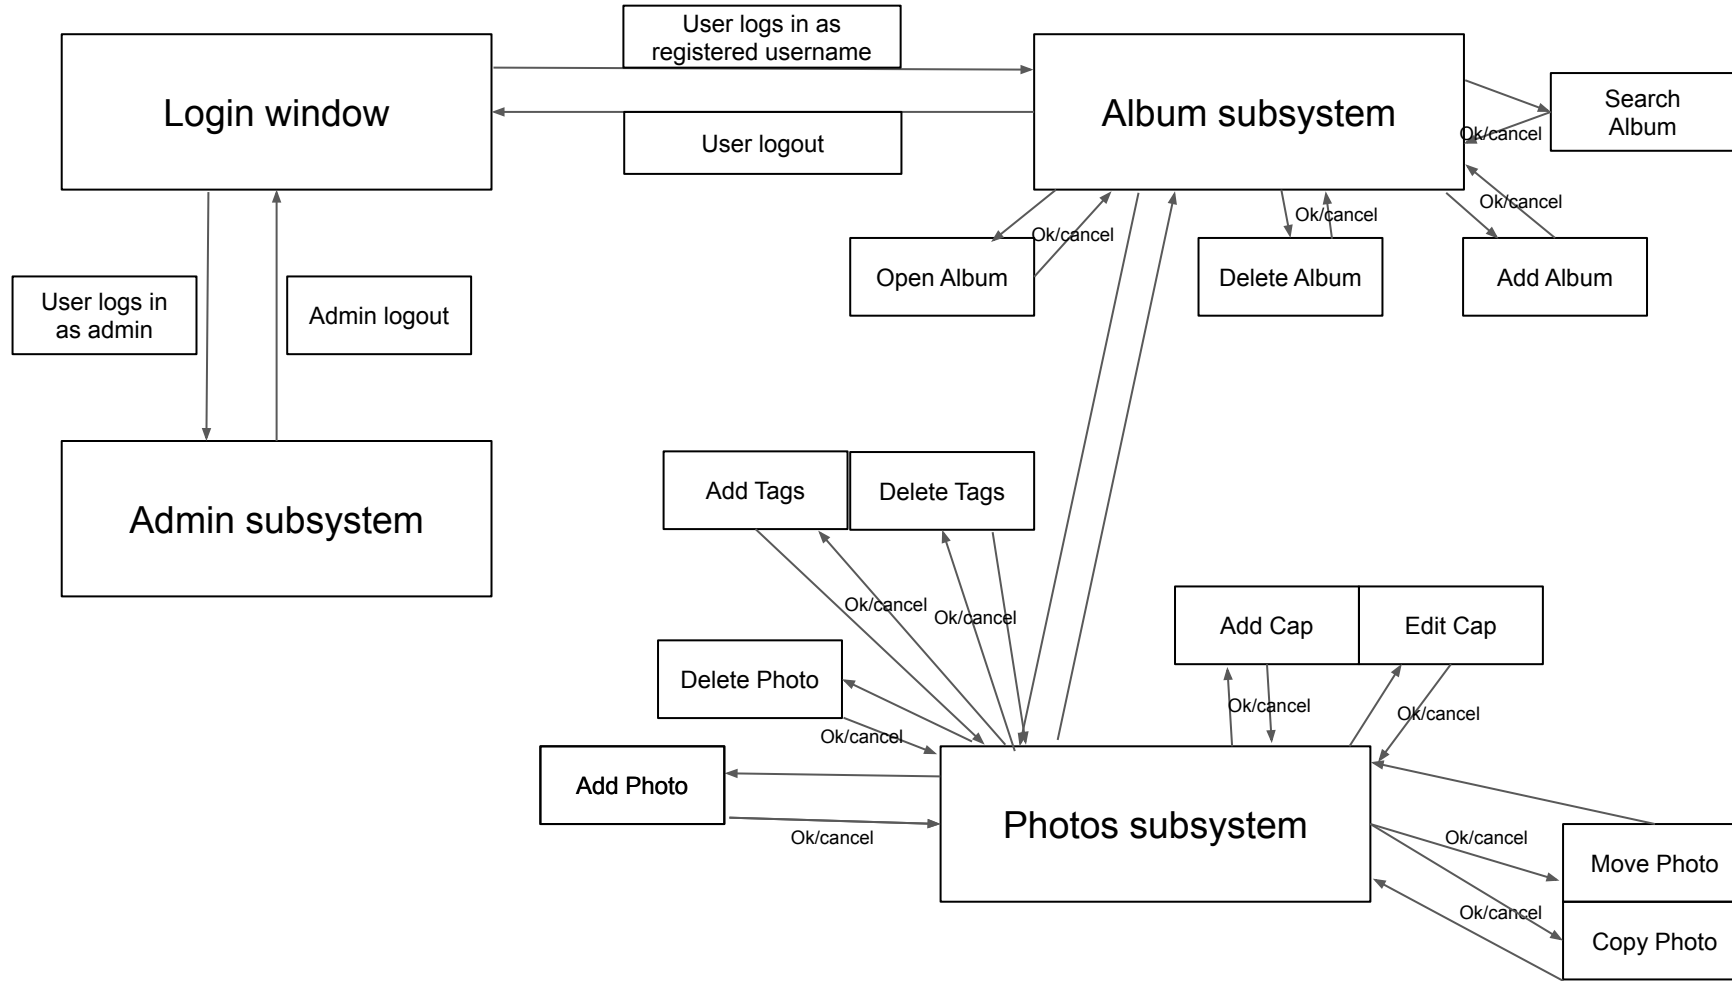 User logs in as
registered username
Login window
Album subsystem
Search
Album
Ok/cancel
User logout
Ok/cancel
Ok/cancel
Ok/cancel
Open Album
Delete Album
Add Album
User logs in
as admin
Admin logout
Admin subsystem
Add Tags
Delete Tags
Ok/cancel
Ok/cancel
Add Cap
Edit Cap
Delete Photo
Ok/cancel
Ok/cancel
Ok/cancel
Add Photo
Ok/cancel
Photos subsystem
Ok/cancel
Move Photo
Ok/cancel
Copy Photo